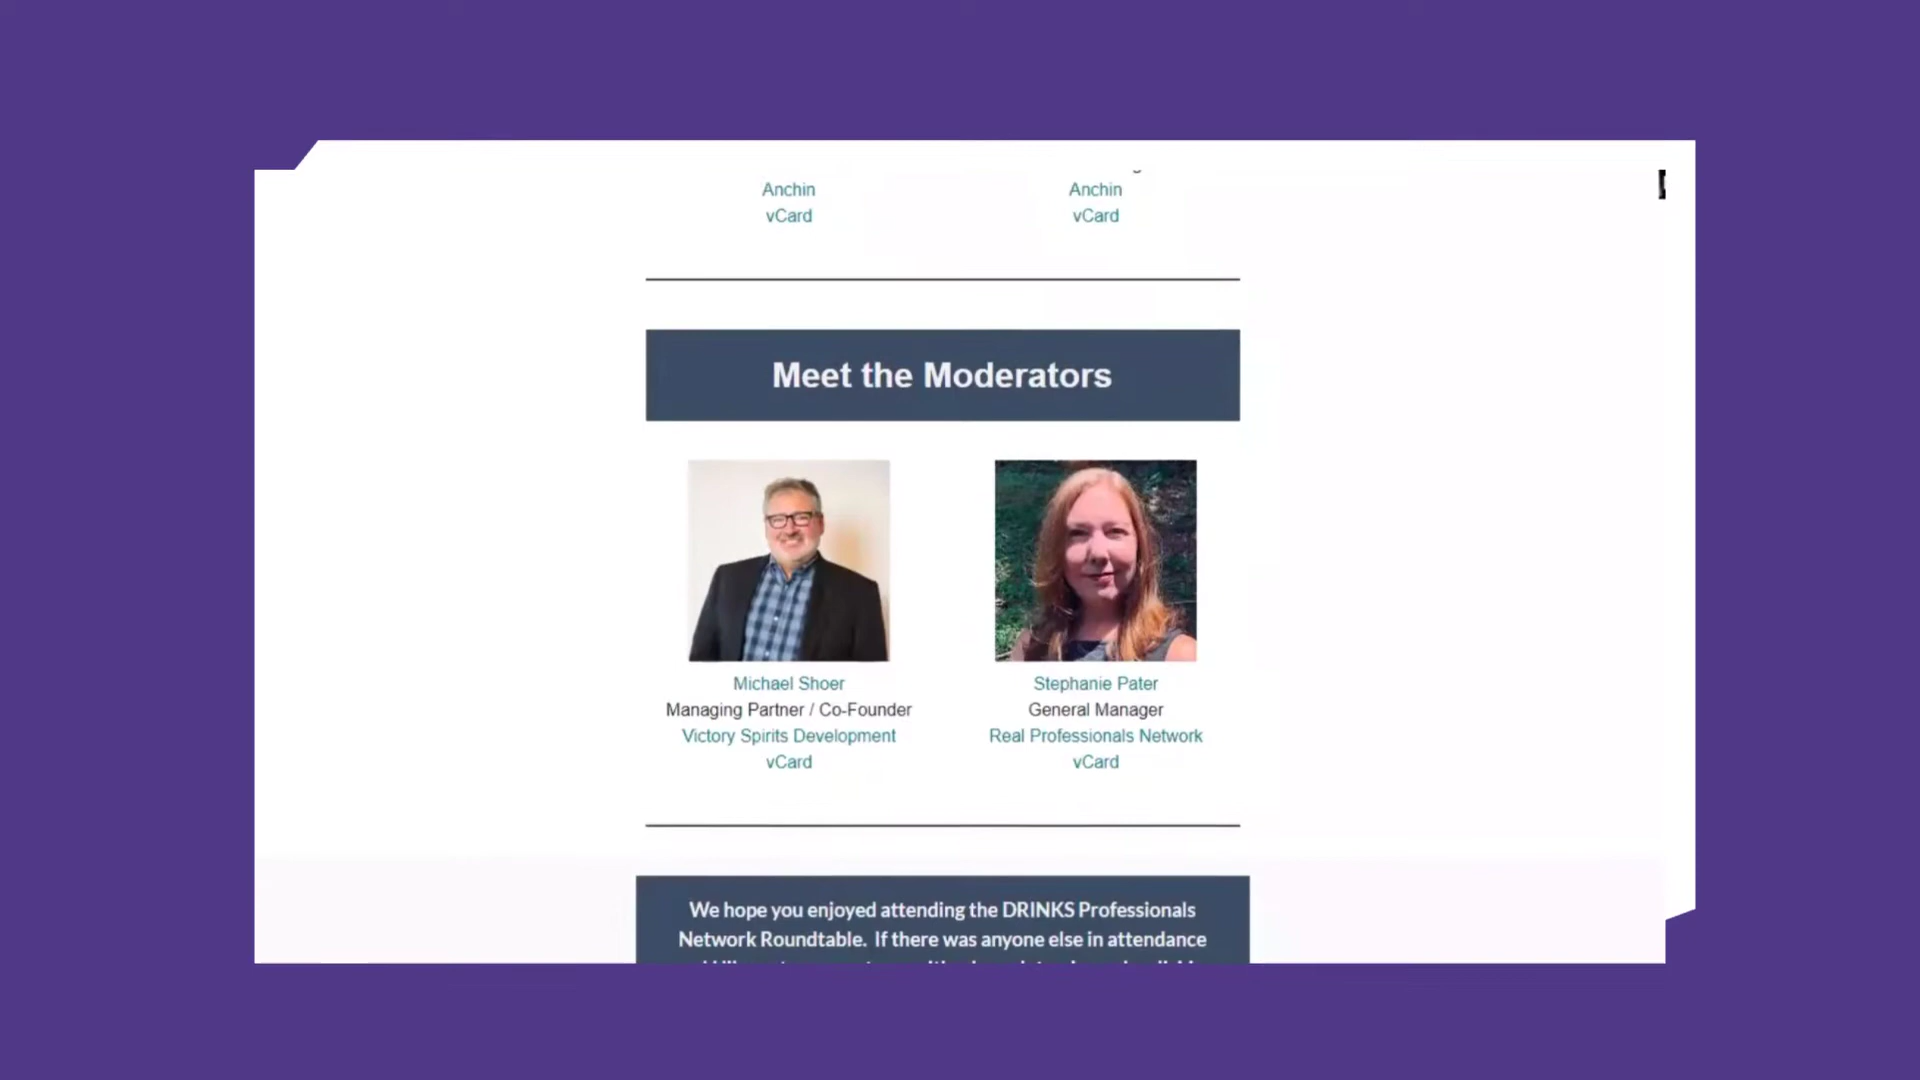 Anchin Anchin
vCard vCard
Meet the Moderators
Michael Shoer Stephanie Pater
Managing Partner / Co-Founder General Manager
Victory Spirits Development Real Professionals Network
vCard vCard
We hope you enjoyed attending the DRINKS Professionals
Network Roundtable. If there was anyone else in attendance